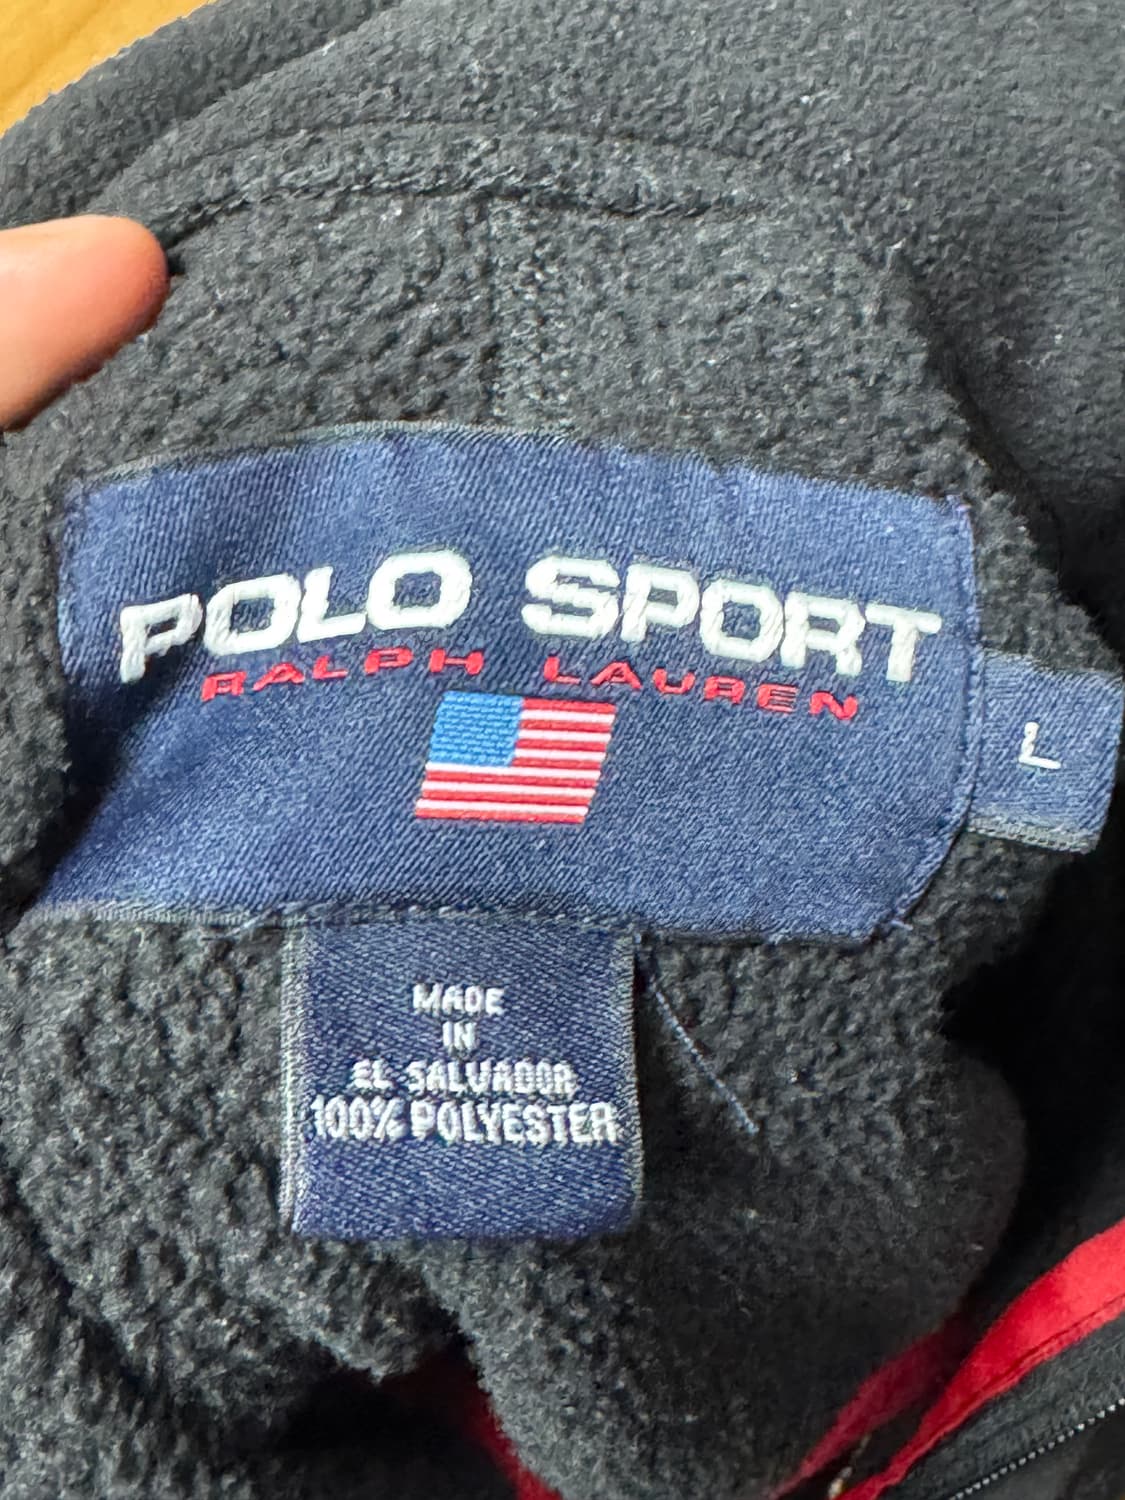 POLO SPORT
RALPH LAUREN
L
MADE
IN
EL SALVADOR
100% POLYESTER